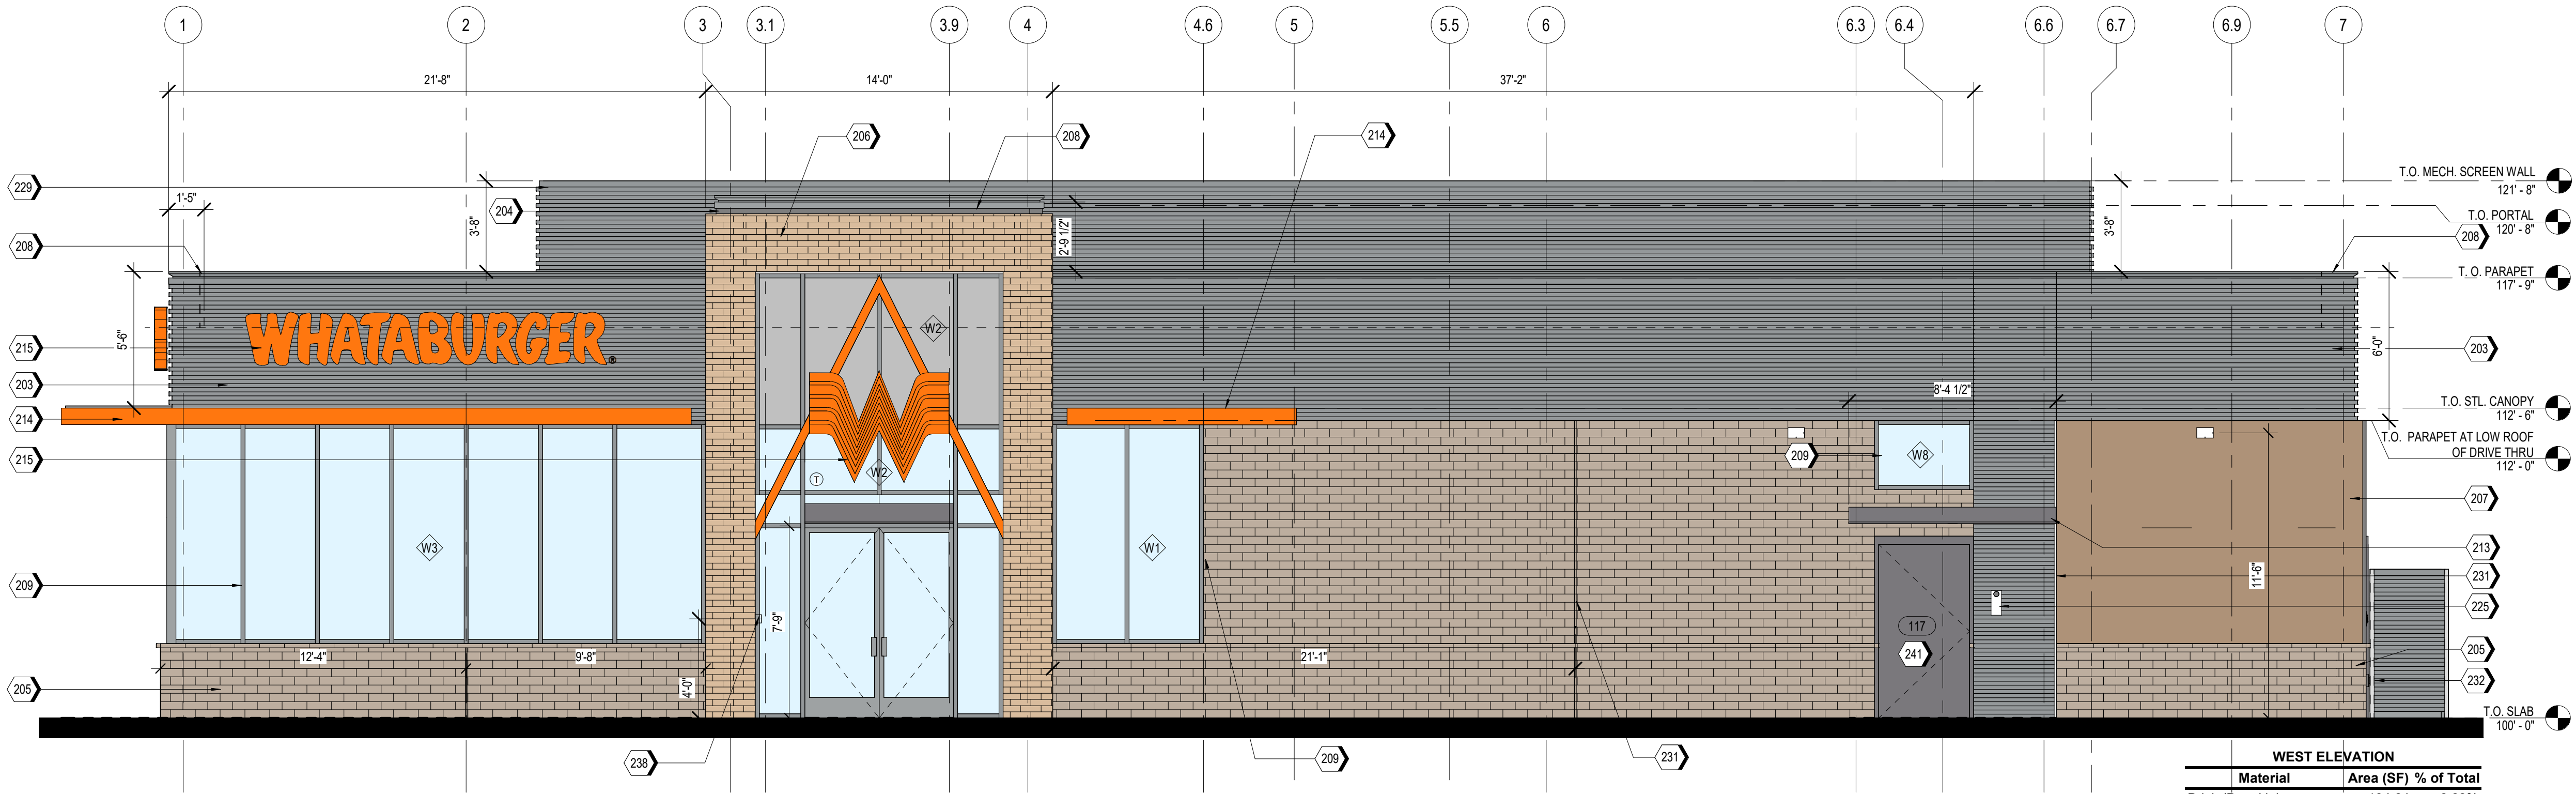 1 2 3 3.1 3.9 4 4.6 5 5.5 6 6.3 6.4 6.6 6.7 6.9 7
21'-8" 14'-0" 37'-2"
206 208 214
229
T.O. MECH. SCREEN WALL
121' - 8"
1'-5"
204
3'-8"
2'-9 1/2"
3'-8"
T.O. PORTAL
120' - 8"
208
208
T. O. PARAPET
117' - 9"
5'-6"
WHATABURGER®
W2
6'-0"
215
203
203
8'-4 1/2"
214
T.O. STL. CANOPY
112' - 6"
T.O. PARAPET AT LOW ROOF
OF DRIVE THRU
112' - 0"
215
W2
T
209
W8
207
W3
W1
213
209
11'-6"
231
225
7'-9"
117
241
205
12'-4"
9'-8"
21'-1"
4'-0"
205
232
T.O. SLAB
100' - 0"
238
209
231
WEST ELEVATION
Material Area (SF) % of Total